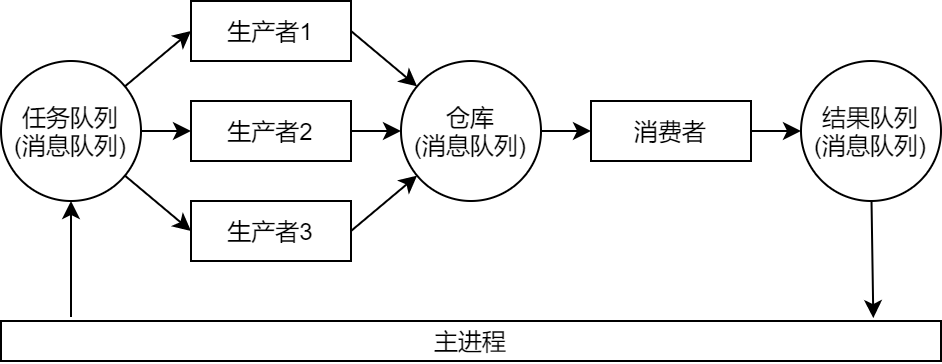 生产者1
任务队列
(消息队列)
生产者2
仓库
(消息队列)
消费者
结果队列
(消息队列)
生产者3
主进程